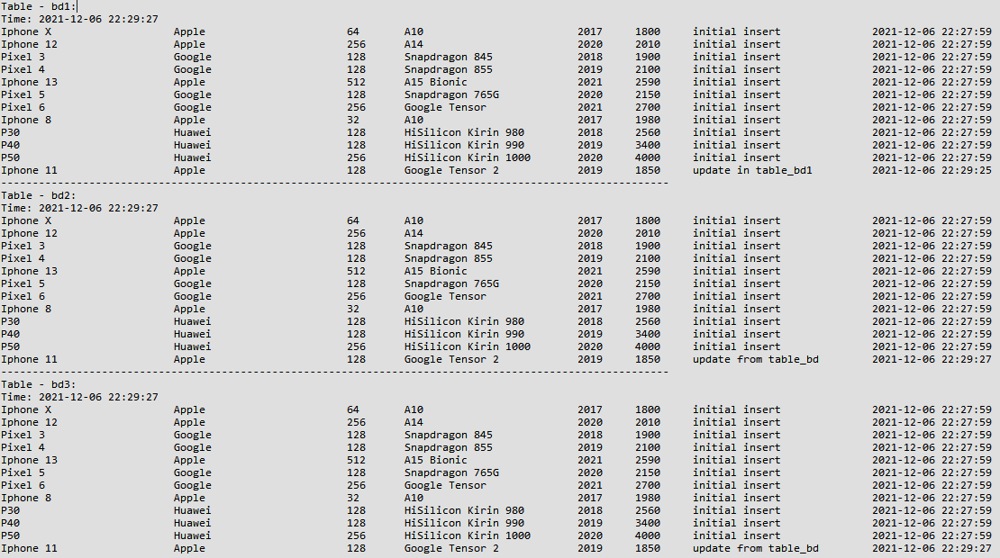 Table - bd1:
Time: 2021-12-06 22:29:27
Iphone X Apple 64 A10 2017 1800 initial insert 2021-12-06 22:27:59
Iphone 12 Apple 256 A14 2020 2010 initial insert 2021-12-06 22:27:59
Pixel 3 Google 128 Snapdragon 845 2018 1900 initial insert 2021-12-06 22:27:59
Pixel 4 Google 128 Snapdragon 855 2019 2100 initial insert 2021-12-06 22:27:59
Iphone 13 Apple 512 A15 Bionic 2021 2590 initial insert 2021-12-06 22:27:59
Pixel 5 Google 128 Snapdragon 765G 2020 2150 initial insert 2021-12-06 22:27:59
Pixel 6 Google 256 Google Tensor 2021 2700 initial insert 2021-12-06 22:27:59
Iphone 8 Apple 32 A10 2017 1980 initial insert 2021-12-06 22:27:59
P30 Huawei 128 HiSilicon Kirin 980 2018 2560 initial insert 2021-12-06 22:27:59
P40 Huawei 128 HiSilicon Kirin 990 2019 3400 initial insert 2021-12-06 22:27:59
P50 Huawei 256 HiSilicon Kirin 1000 2020 4000 initial insert 2021-12-06 22:27:59
Iphone 11 Apple 128 Google Tensor 2 2019 1850 update in table_bd1 2021-12-06 22:29:25
----------------------------------------------------------------------------------------------------------
Table - bd2:
Time: 2021-12-06 22:29:27
Iphone X Apple 64 A10 2017 1800 initial insert 2021-12-06 22:27:59
Iphone 12 Apple 256 A14 2020 2010 initial insert 2021-12-06 22:27:59
Pixel 3 Google 128 Snapdragon 845 2018 1900 initial insert 2021-12-06 22:27:59
Pixel 4 Google 128 Snapdragon 855 2019 2100 initial insert 2021-12-06 22:27:59
Iphone 13 Apple 512 A15 Bionic 2021 2590 initial insert 2021-12-06 22:27:59
Pixel 5 Google 128 Snapdragon 765G 2020 2150 initial insert 2021-12-06 22:27:59
Pixel 6 Google 256 Google Tensor 2021 2700 initial insert 2021-12-06 22:27:59
Iphone 8 Apple 32 A10 2017 1980 initial insert 2021-12-06 22:27:59
P30 Huawei 128 HiSilicon Kirin 980 2018 2560 initial insert 2021-12-06 22:27:59
P40 Huawei 128 HiSilicon Kirin 990 2019 3400 initial insert 2021-12-06 22:27:59
P50 Huawei 256 HiSilicon Kirin 1000 2020 4000 initial insert 2021-12-06 22:27:59
Iphone 11 Apple 128 Google Tensor 2 2019 1850 update from table_bd 2021-12-06 22:29:27
----------------------------------------------------------------------------------------------------------
Table - bd3:
Time: 2021-12-06 22:29:27
Iphone X Apple 64 A10 2017 1800 initial insert 2021-12-06 22:27:59
Iphone 12 Apple 256 A14 2020 2010 initial insert 2021-12-06 22:27:59
Pixel 3 Google 128 Snapdragon 845 2018 1900 initial insert 2021-12-06 22:27:59
Pixel 4 Google 128 Snapdragon 855 2019 2100 initial insert 2021-12-06 22:27:59
Iphone 13 Apple 512 A15 Bionic 2021 2590 initial insert 2021-12-06 22:27:59
Pixel 5 Google 128 Snapdragon 765G 2020 2150 initial insert 2021-12-06 22:27:59
Pixel 6 Google 256 Google Tensor 2021 2700 initial insert 2021-12-06 22:27:59
Iphone 8 Apple 32 A10 2017 1980 initial insert 2021-12-06 22:27:59
P30 Huawei 128 HiSilicon Kirin 980 2018 2560 initial insert 2021-12-06 22:27:59
P40 Huawei 128 HiSilicon Kirin 990 2019 3400 initial insert 2021-12-06 22:27:59
P50 Huawei 256 HiSilicon Kirin 1000 2020 4000 initial insert 2021-12-06 22:27:59
Iphone 11 Apple 128 Google Tensor 2 2019 1850 update from table_bd 2021-12-06 22:29:27